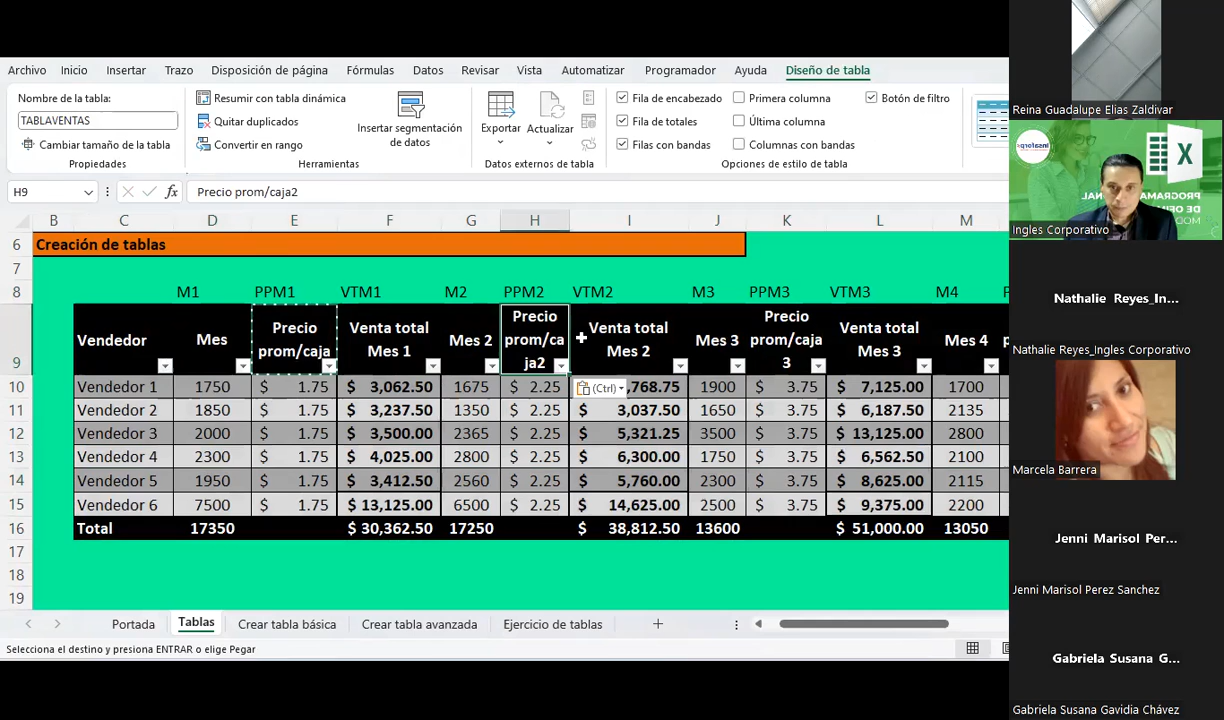 Archivo Inicio Insertar Trazo Disposición de página Fórmulas Datos Revisar Vista Automatizar Programador Ayuda Diseño de tabla
Nombre de la tabla:
TABLAVENTAS
Cambiar tamaño de la tabla
Propiedades
Resumir con tabla dinámica
Quitar duplicados
Convertir en rango
Herramientas
Insertar segmentación
de datos
Exportar
Actualizar
Datos externos de tabla
Fila de encabezado
Fila de totales
Filas con bandas
Primera columna
Última columna
Columnas con bandas
Botón de filtro
Opciones de estilo de tabla
H9 fx Precio prom/caja2
B C D E F G H I J K L M
6 Creación de tablas
7
8 M1 PPM1 VTM1 M2 PPM2 VTM2 M3 PPM3 VTM3 M4
9 Vendedor Mes Precio prom/caja Venta total Mes 1 Mes 2 Precio prom/ca ja2 Venta total Mes 2 Mes 3 Precio prom/caja 3 Venta total Mes 3 Mes 4
10 Vendedor 1 1750 $ 1.75 $ 3,062.50 1675 $ 2.25 (Ctrl) ,768.75 1900 $ 3.75 $ 7,125.00 1700
11 Vendedor 2 1850 $ 1.75 $ 3,237.50 1350 $ 2.25 $ 3,037.50 1650 $ 3.75 $ 6,187.50 2135
12 Vendedor 3 2000 $ 1.75 $ 3,500.00 2365 $ 2.25 $ 5,321.25 3500 $ 3.75 $ 13,125.00 2800
13 Vendedor 4 2300 $ 1.75 $ 4,025.00 2800 $ 2.25 $ 6,300.00 1750 $ 3.75 $ 6,562.50 2100
14 Vendedor 5 1950 $ 1.75 $ 3,412.50 2560 $ 2.25 $ 5,760.00 2300 $ 3.75 $ 8,625.00 2115
15 Vendedor 6 7500 $ 1.75 $ 13,125.00 6500 $ 2.25 $ 14,625.00 2500 $ 3.75 $ 9,375.00 2200
16 Total 17350 $ 30,362.50 17250 $ 38,812.50 13600 $ 51,000.00 13050
17
18
19
Portada Tablas Crear tabla básica Crear tabla avanzada Ejercicio de tablas
Selecciona el destino y presiona ENTRAR o elige Pegar
Reina Guadalupe Elías Zaldivar
Insaforp
X
Ingles Corporativo
Nathalie Reyes_In...
Nathalie Reyes_Ingles Corporativo
Marcela Barrera
Jenni Marisol Per...
Jenni Marisol Perez Sanchez
Gabriela Susana G...
Gabriela Susana Gavidia Chávez